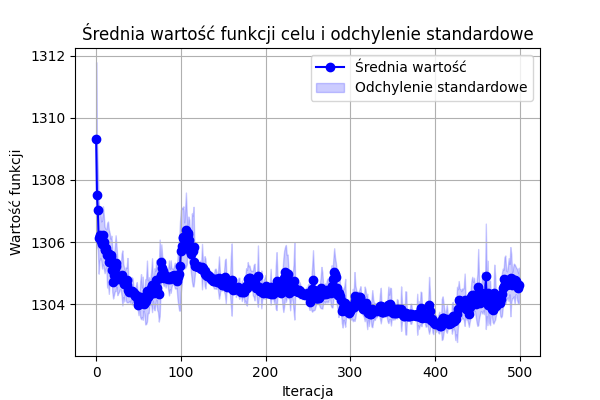 Średnia wartość funkcji celu i odchylenie standardowe
Średnia wartość
Odchylenie standardowe
Wartość funkcji
1312
1310
1308
1306
1304
0 100 200 300 400 500
Iteracja